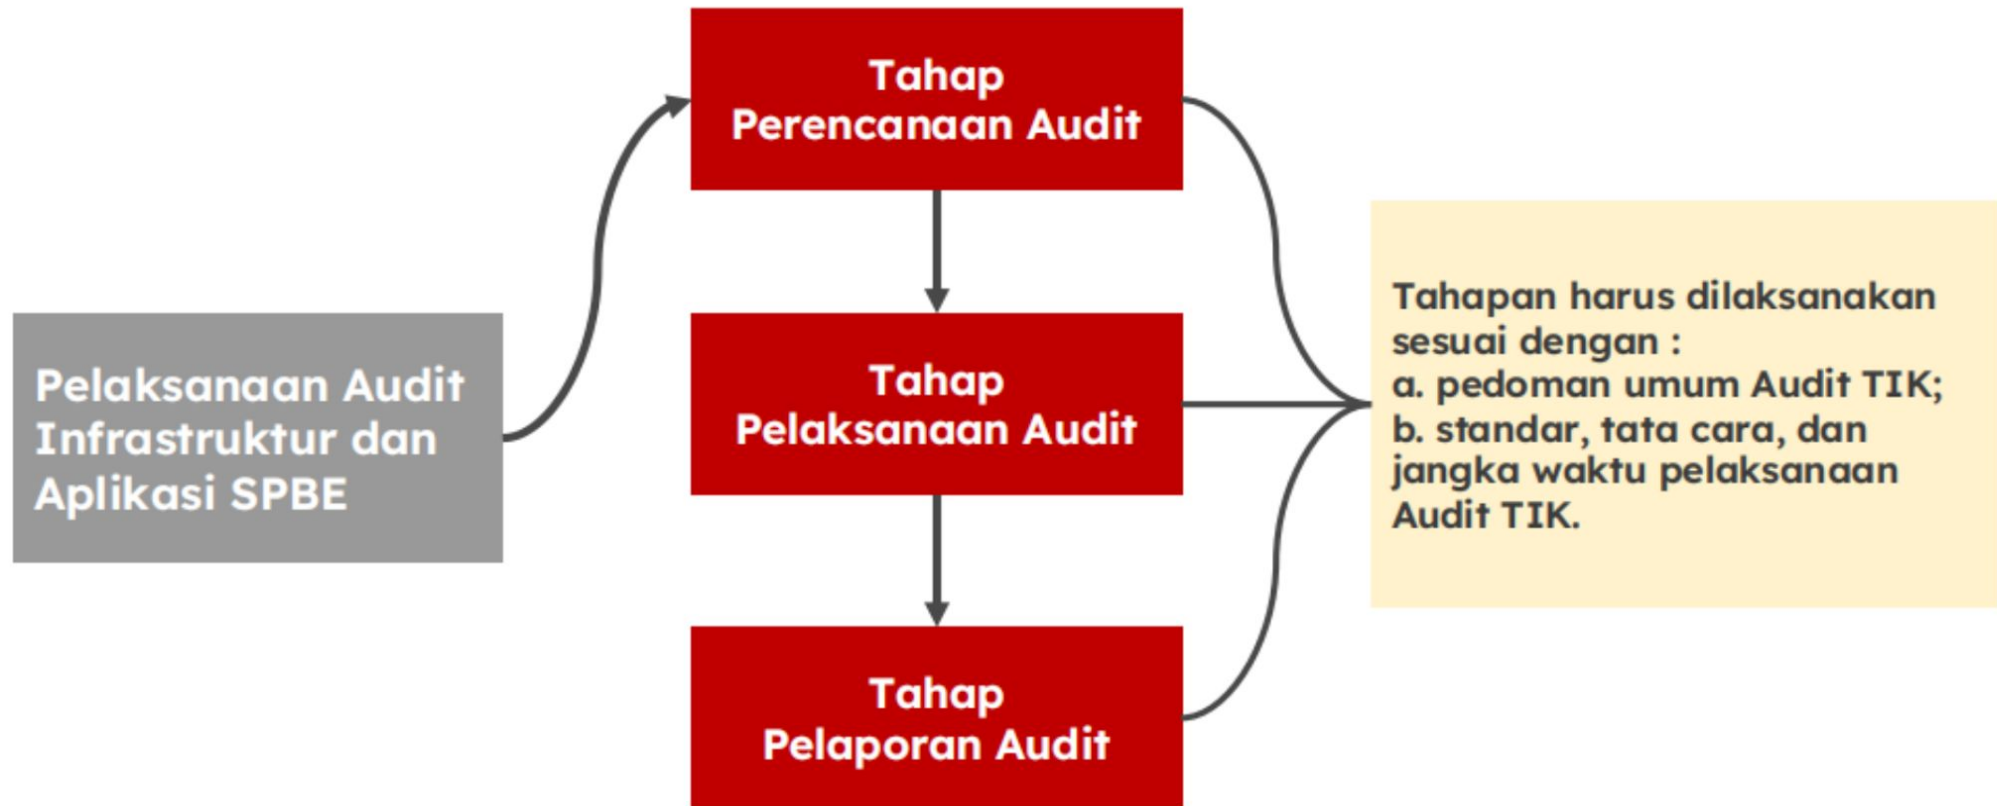 Tahap
Perencanaan Audit
Pelaksanaan Audit
Infrastruktur dan
Aplikasi SPBE
Tahap
Pelaksanaan Audit
Tahap
Pelaporan Audit
Tahapan harus dilaksanakan
sesuai dengan :
a. pedoman umum Audit TIK;
b. standar, tata cara, dan
jangka waktu pelaksanaan
Audit TIK.